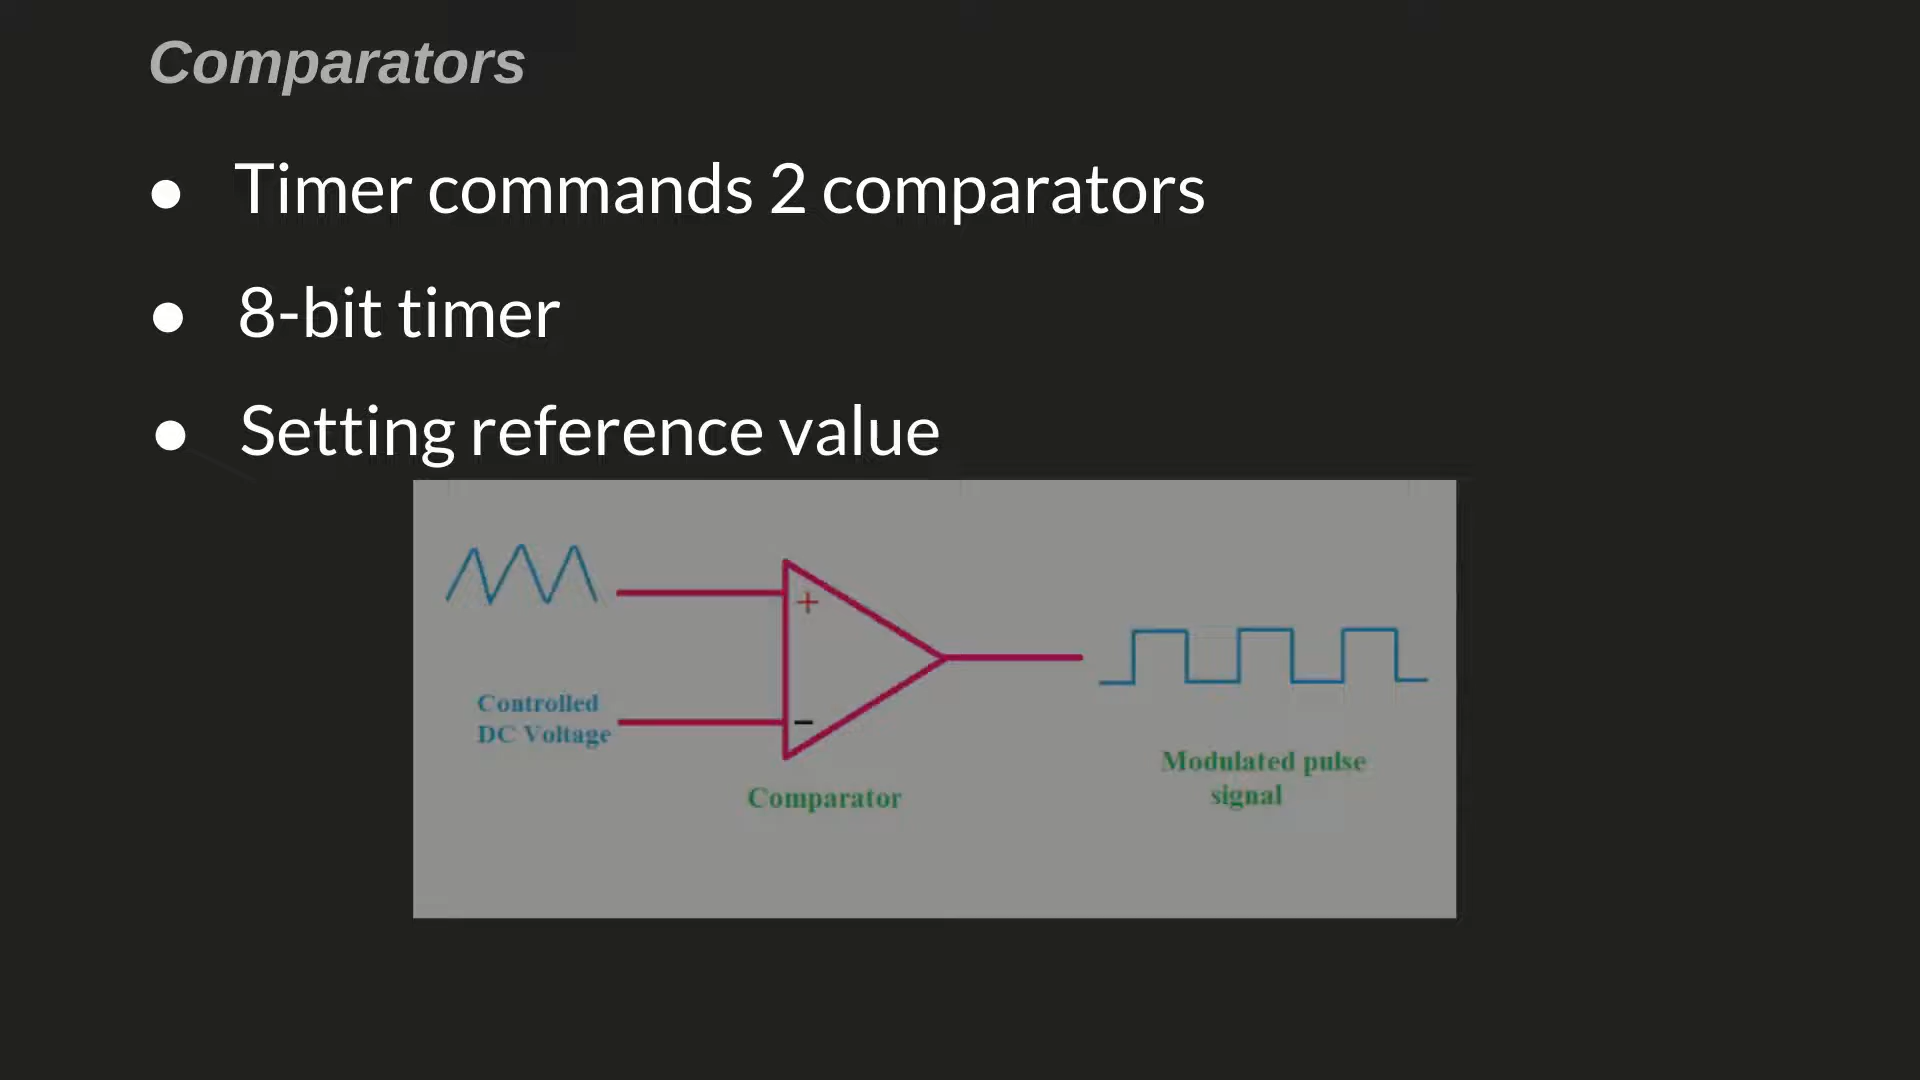 Comparators
● Timer commands 2 comparators
● 8-bit timer
● Setting reference value
+
Controlled
DC Voltage
−
Comparator
Modulated pulse
signal